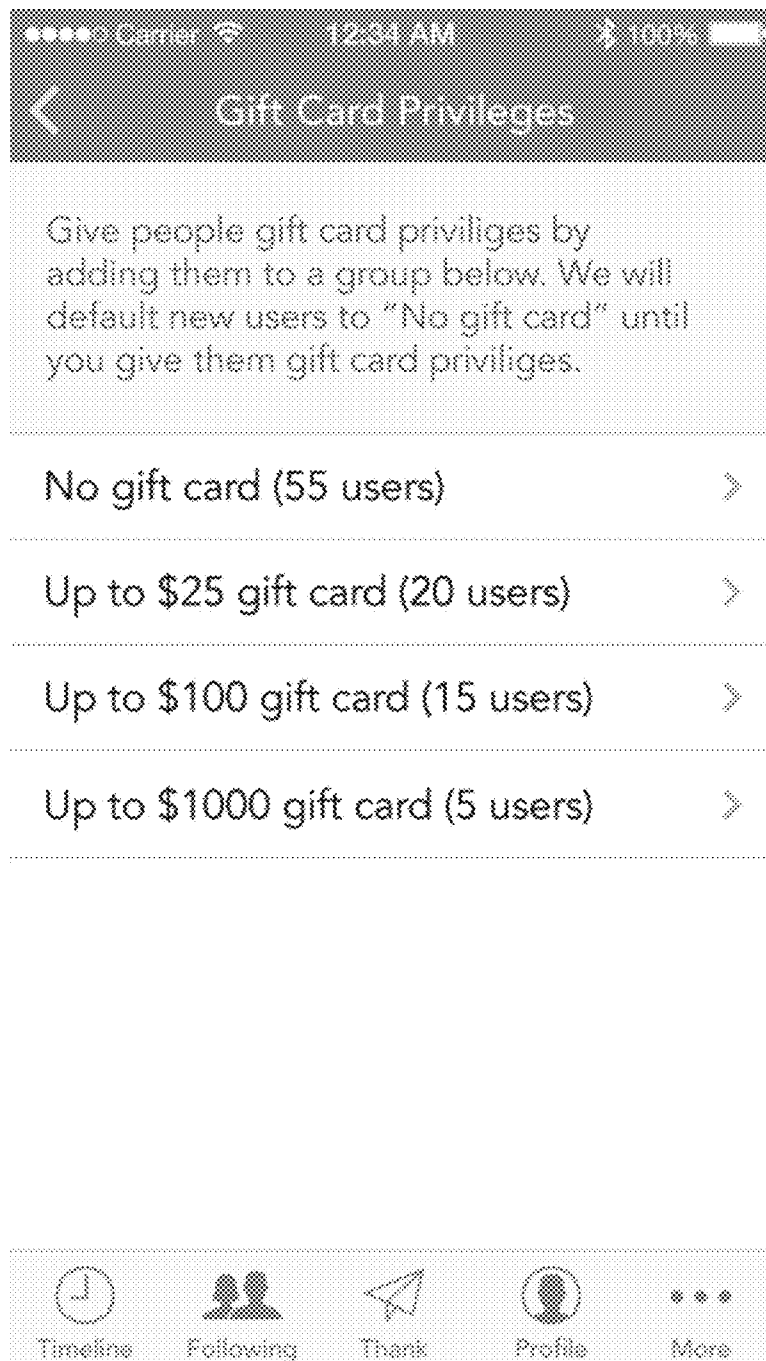 Carrier 12:34 AM 100%
Gift Card Privileges
Give people gift card priviliges by
adding them to a group below. We will
default new users to “No gift card” until
you give them gift card priviliges.
No gift card (55 users)
Up to $25 gift card (20 users)
Up to $100 gift card (15 users)
Up to $1000 gift card (5 users)
Timeline Following Thank Profile More